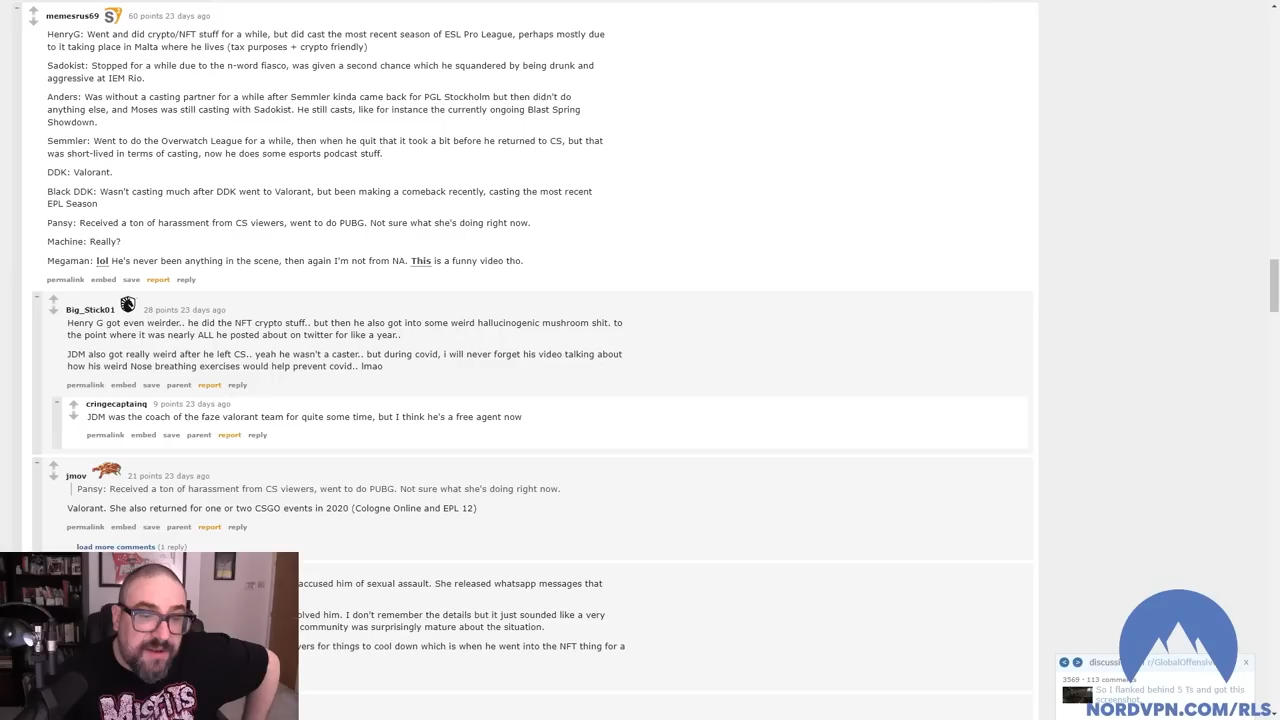 memesrus69 60 points 23 days ago
HenryG: Went and did crypto/NFT stuff for a while, but did cast the most recent season of ESL Pro League, perhaps mostly due
to it taking place in Malta where he lives (tax purposes + crypto friendly)
Sadokist: Stopped for a while due to the n-word fiasco, was given a second chance which he squandered by being drunk and
aggressive at IEM Rio.
Anders: Was without a casting partner for a while after Semmler kinda came back for PGL Stockholm but then didn't do
anything else, and Moses was still casting with Sadokist. He still casts, like for instance the currently ongoing Blast Spring
Showdown.
Semmler: Went to do the Overwatch League for a while, then when he quit that it took a bit before he returned to CS, but that
was short-lived in terms of casting, now he does some esports podcast stuff.
DDK: Valorant.
Black DDK: Wasn't casting much after DDK went to Valorant, but been making a comeback recently, casting the most recent
EPL Season
Pansy: Received a ton of harassment from CS viewers, went to do PUBG. Not sure what she's doing right now.
Machine: Really?
Megaman: lol He's never been anything in the scene, then again I'm not from NA. This is a funny video tho.
permalink embed save report reply
Big_Stick01 28 points 23 days ago
Henry G got even weirder.. he did the NFT crypto stuff.. but then he also got into some weird hallucinogenic mushroom shit. to
the point where it was nearly ALL he posted about on twitter for like a year..
JDM also got really weird after he left CS.. yeah he wasn't a caster.. but during covid, i will never forget his video talking about
how his weird Nose breathing exercises would help prevent covid.. lmao
permalink embed save parent report reply
cringecaptainq 9 points 23 days ago
JDM was the coach of the faze valorant team for quite some time, but I think he's a free agent now
permalink embed save parent report reply
jmov 21 points 23 days ago
Pansy: Received a ton of harassment from CS viewers, went to do PUBG. Not sure what she's doing right now.
Valorant. She also returned for one or two CSGO events in 2020 (Cologne Online and EPL 12)
permalink embed save parent report reply
load more comments (1 reply)
accused him of sexual assault. She released whatsapp messages that
olved him. I don't remember the details but it just sounded like a very
community was surprisingly mature about the situation.
vers for things to cool down which is when he went into the NFT thing for a
discussi r/GlobalOffensiv x
3569 · 113 comments
So I flanked behind 5 Ts and got this
screenshot
NORDVPN.COM/RLS
MISFITS